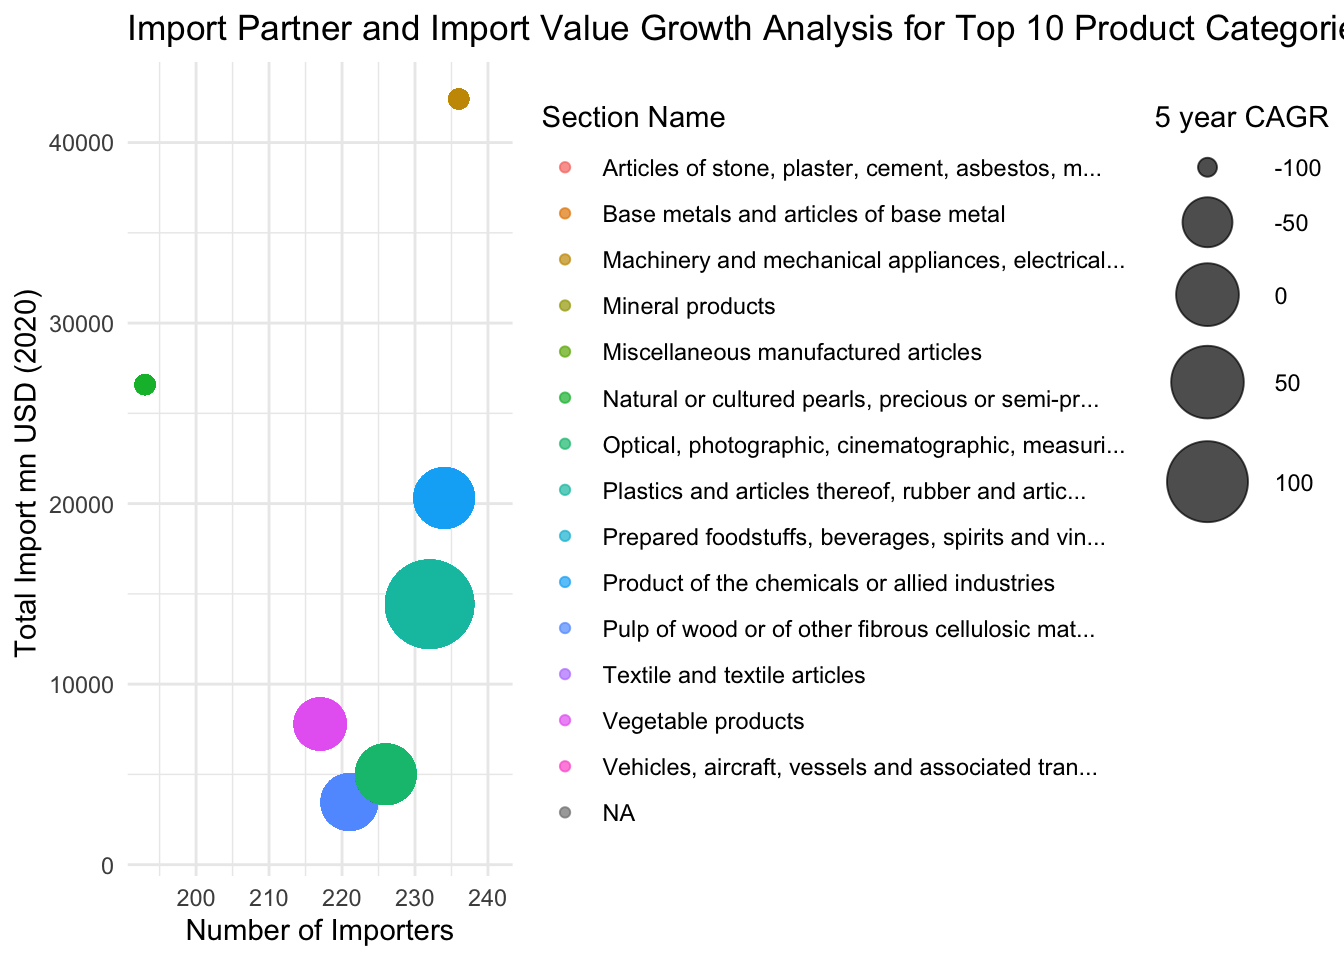 Import Partner and Import Value Growth Analysis for Top 10 Product Categorie
Total Import mn USD (2020)
40000
30000
20000
10000
0
200
210
220
230
240
Number of Importers
Section Name
Articles of stone, plaster, cement, asbestos, m...
Base metals and articles of base metal
Machinery and mechanical appliances, electrical...
Mineral products
Miscellaneous manufactured articles
Natural or cultured pearls, precious or semi-pr...
Optical, photographic, cinematographic, measuri...
Plastics and articles thereof, rubber and artic...
Prepared foodstuffs, beverages, spirits and vin...
Product of the chemicals or allied industries
Pulp of wood or of other fibrous cellulosic mat...
Textile and textile articles
Vegetable products
Vehicles, aircraft, vessels and associated tran...
NA
5 year CAGR
-100
-50
0
50
100